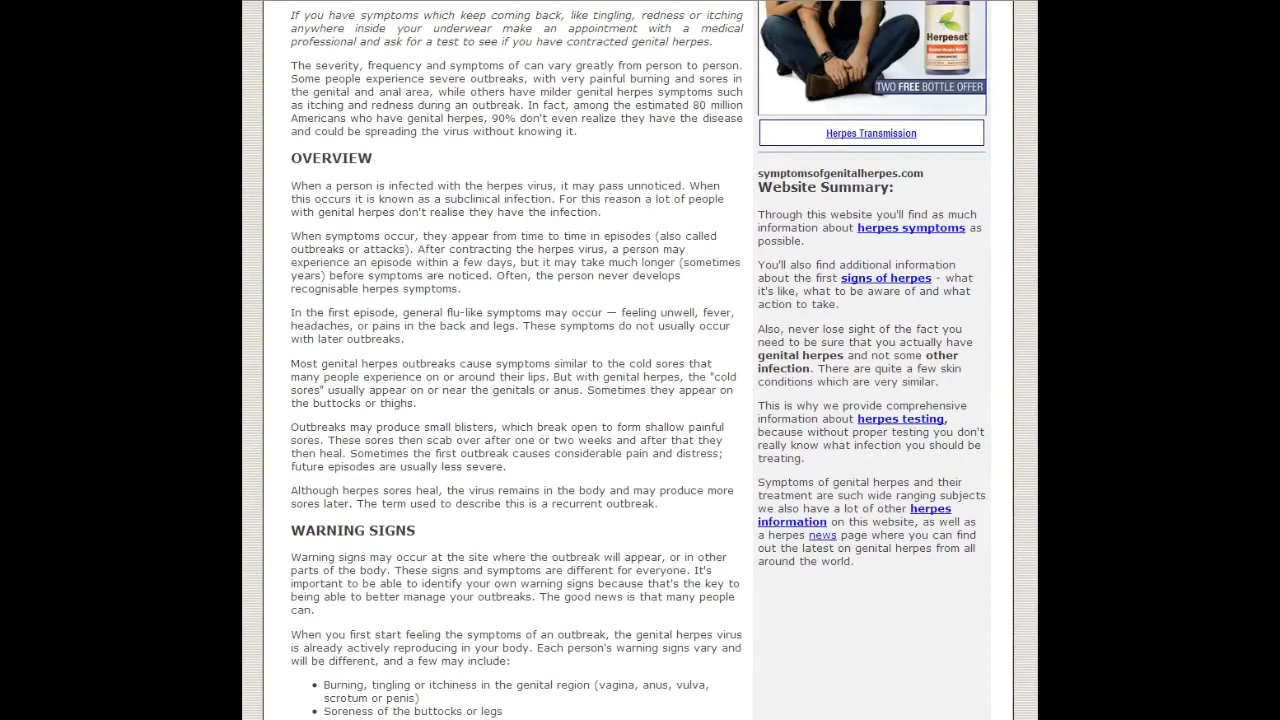 If you have symptoms which keep coming back, like tingling, redness of itching
anywhere inside your underwear make an appointment with your medical
professional and ask for a test to see if you have contracted genital herpes.
The severity, frequency and symptoms of can vary greatly from person to person.
Some people experience severe outbreaks, with very painful burning and sores in
the genital and anal area, while others have milder genital herpes symptoms such
as itching and redness during an outbreak. In fact, among the estimated 50 million
Americans who have genital herpes, 90% don't even realize they have the disease
and could be spreading the virus without knowing it.
OVERVIEW
When a person is infected with the herpes virus, it may pass unnoticed. When
this occurs it is known as a subclinical infection. For this reason a lot of people
with genital herpes don't realise they have the infection.
When symptoms occur, they appear from time to time in episodes (also called
outbreaks or attacks). After contracting the herpes virus, a person may
experience an episode within a few days, but it may take much longer (sometimes
years) before symptoms are noticed. Often, the person never develops
recognisable herpes symptoms.
In the first episode, general flu-like symptoms may occur — feeling unwell, fever,
headaches, or pains in the back and legs. These symptoms do not usually occur
with later outbreaks.
Most genital herpes outbreaks cause symptoms similar to the cold sores that
many people experience on or around their lips. But with genital herpes, the "cold
sores" usually appear on or near the genitals or anus. Sometimes they appear on
the buttocks or thighs.
Outbreaks may produce small blisters, which break open to form shallow painful
sores. These sores then scab over after one or two weeks and after that they
then heal. Sometimes the first outbreak causes considerable pain and distress;
future episodes are usually less severe.
Although herpes sores heal, the virus remains in the body and may produce more
sores later. The term used to describe this is a recurrent outbreak.
WARNING SIGNS
Warning signs may occur at the site where the outbreak will appear, or
other
parts of the body. These signs and symptoms are different for everyone. It's
important to be able to identify your own warning signs because that's the key to
being able to better manage your outbreaks. The good news is that many people
can.
When you first start noticing the symptoms of an outbreak, the genital herpes virus
is already actively reproducing in your body. Each person's warning signs vary and
will be different, and but may include:
tingling or itchiness in the genital region (vagina, anus, vulva,
or
of the buttocks or
Herpeset
Genital Herpes Relief
HOMEOPATHIC
TWO FREE BOTTLE OFFER
Herpes Transmission
symptomsofgenitalherpes.com
Website Summary:
Through this website you'll find as much
information about herpes symptoms as
possible.
You'll also find additional information
about the first signs of herpes - what
it's like, what to be aware of and what
action to take.
Also, never lose sight of the fact you
need to be sure that you actually have
genital herpes and not some other
infection. There are quite a few skin
conditions which are very similar.
This is why we provide comprehensive
information about herpes testing,
because without proper testing you don't
really know what infection you should be
treating.
Symptoms of genital herpes and their
treatment are such wide ranging subjects
we also have a lot of other herpes
information on this website, as well as
a herpes news page where you can find
out the latest on genital herpes from all
around the world.